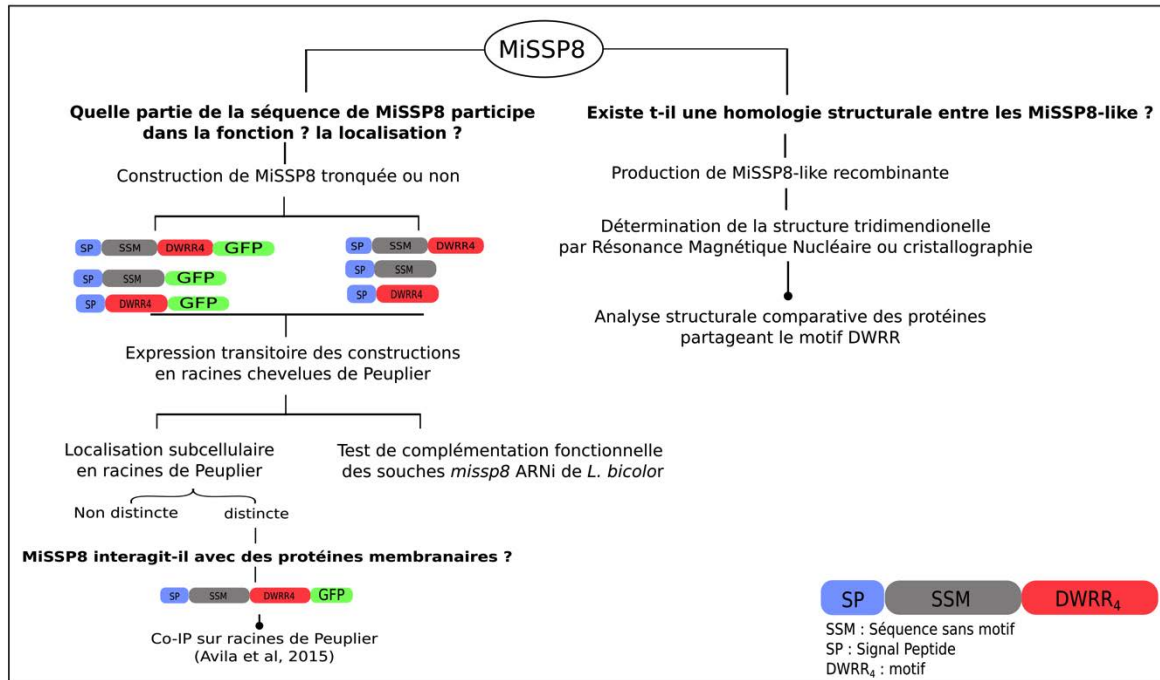 MiSSP8
Quelle partie de la séquence de MiSSP8 participe
dans la fonction ? la localisation ?
Construction de MiSSP8 tronquée ou non
SP SSM DWRR4 GFP
SP SSM GFP
SP DWRR4 GFP
SP SSM DWRR4
SP SSM
SP DWRR4
Expression transitoire des constructions
en racines chevelues de Peuplier
Localisation subcellulaire
en racines de Peuplier
Non distincte
distincte
Test de complémentation fonctionnelle
des souches missp8 ARNi de L. bicolor
MiSSP8 interagit-il avec des protéines membranaires ?
SP SSM DWRR4 GFP
Co-IP sur racines de Peuplier
(Avila et al, 2015)
Existe t-il une homologie structurale entre les MiSSP8-like ?
Production de MiSSP8-like recombinante
Détermination de la structure tridimendionelle
par Résonance Magnétique Nucléaire ou cristallographie
Analyse structurale comparative des protéines
partageant le motif DWRR
SP SSM DWRR₄
SSM : Séquence sans motif
SP : Signal Peptide
DWRR₄ : motif